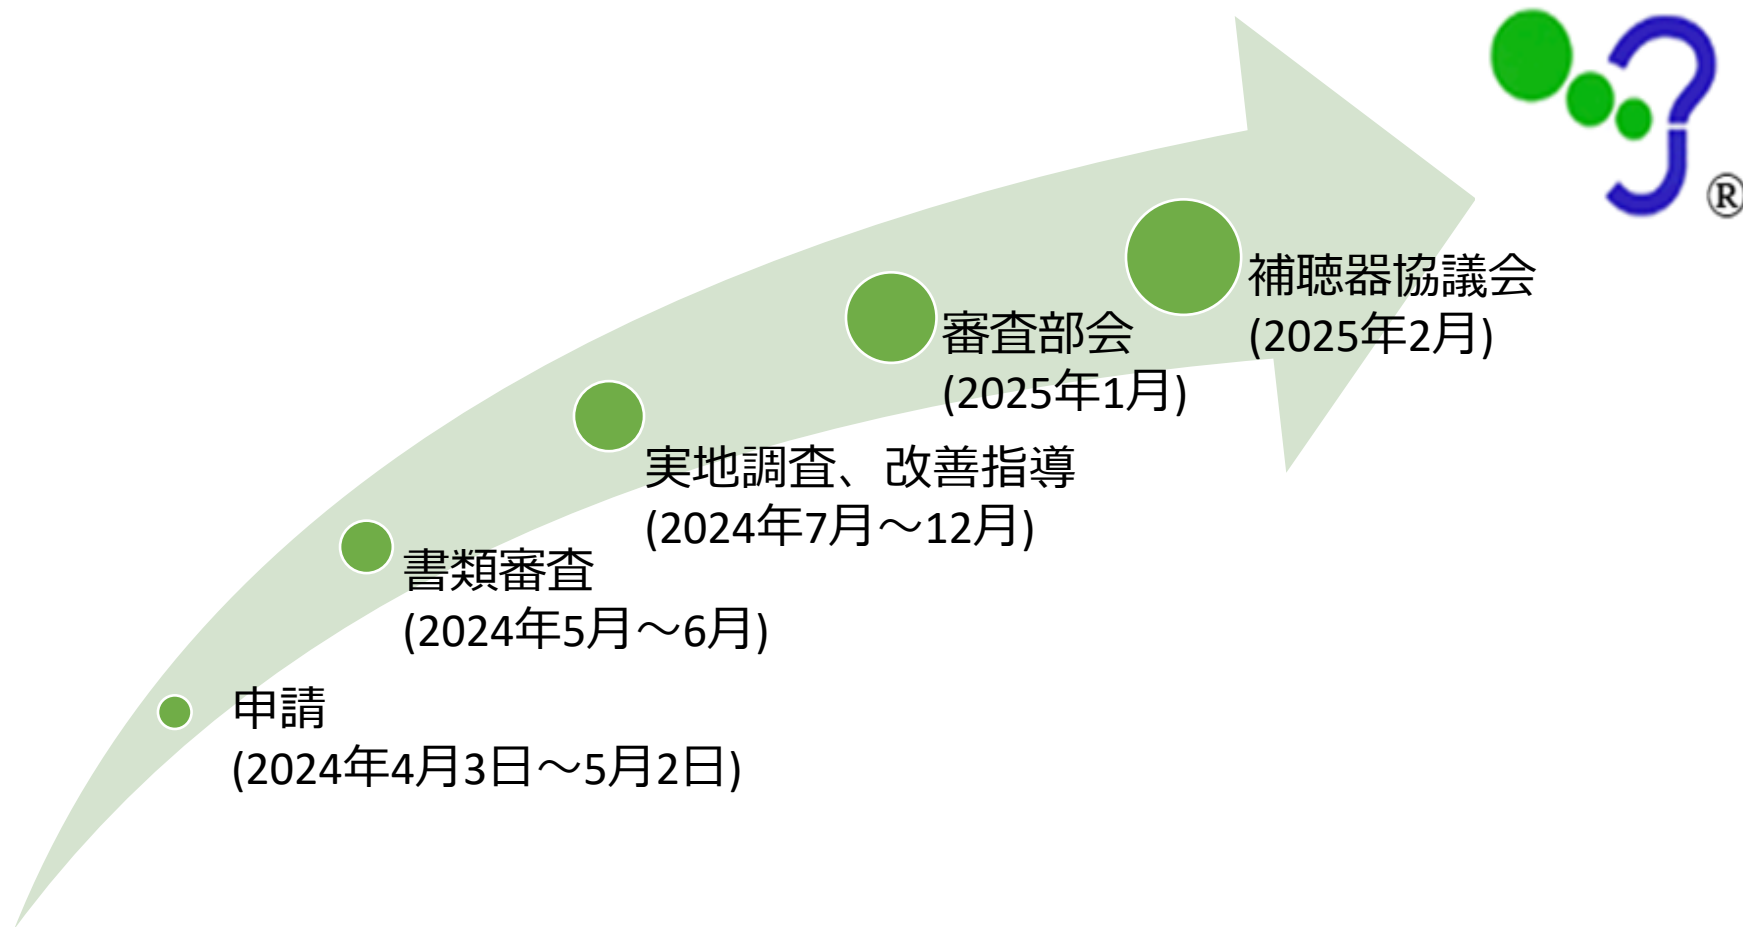 申請
(2024年4月3日～5月2日)
書類審査
(2024年5月～6月)
実地調査、改善指導
(2024年7月～12月)
審査部会
(2025年1月)
補聴器協議会
(2025年2月)
®